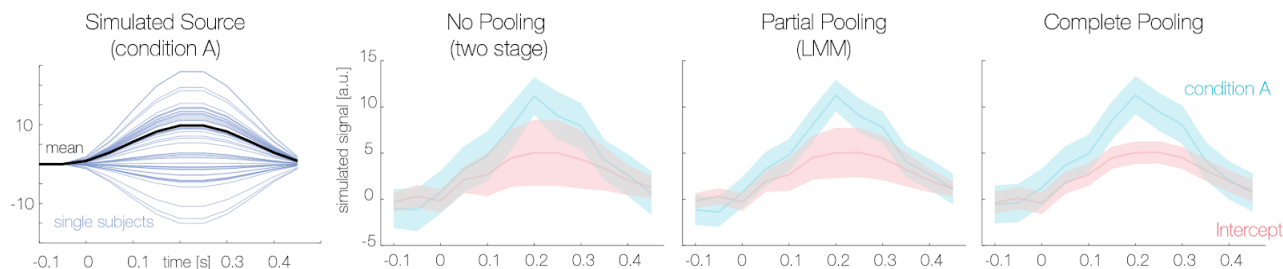 Simulated Source
(condition A)
10
mean
-10
single subjects
-0.1 0 0.1 0.3 0.4
time [s]
No Pooling
(two stage)
simulated signal [a.u.]
15
10
5
0
-5
-0.1 0 0.1 0.2 0.3 0.4
Partial Pooling
(LMM)
-0.1 0 0.1 0.2 0.3 0.4
Complete Pooling
condition A
Intercept
-0.1 0 0.1 0.2 0.3 0.4